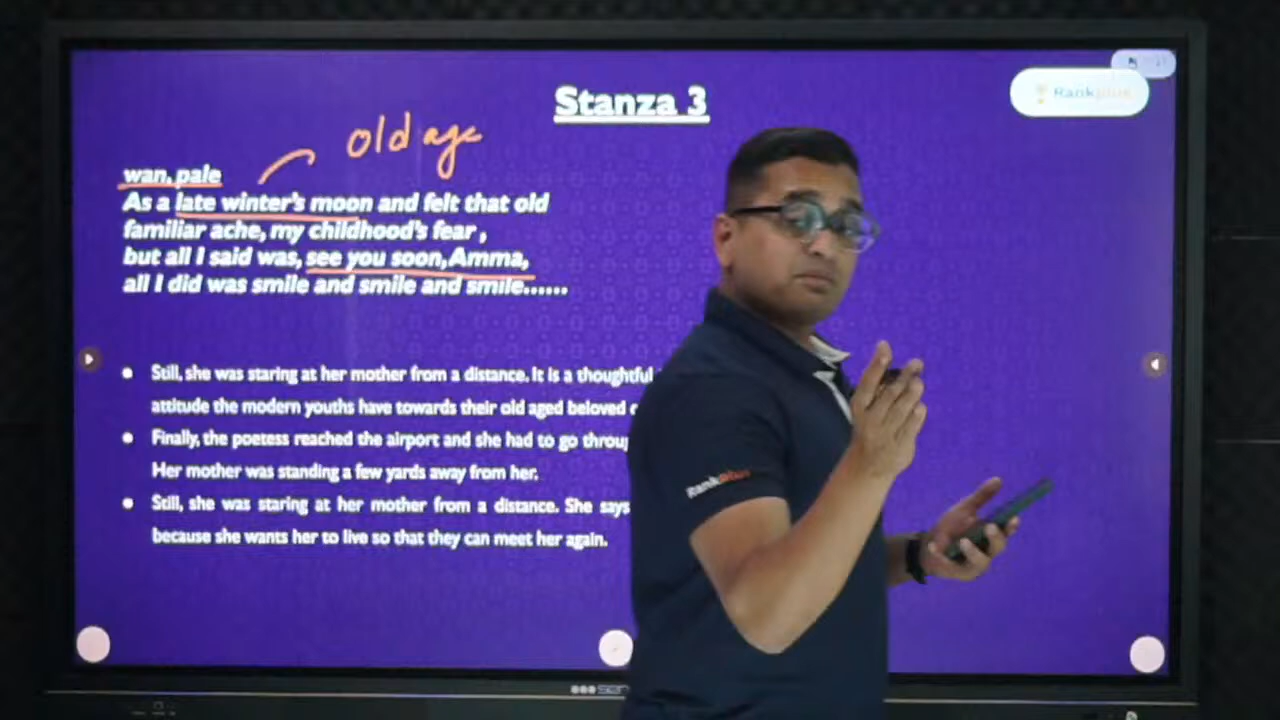 Stanza 3
Rankplus
old age
wan, pale
As a late winter's moon and felt that old
familiar ache, my childhood's fear ,
but all I said was, see you soon, Amma,
all I did was smile and smile and smile......
Still, she was staring at her mother from a distance. It is a thoughtful
attitude the modern youths have towards their old aged beloved
Finally, the poetess reached the airport and she had to go
Her mother was standing a few yards away from her.
Still, she was staring at her mother from a distance. She says
because she wants her to live so that they can meet her again.
Rankplus